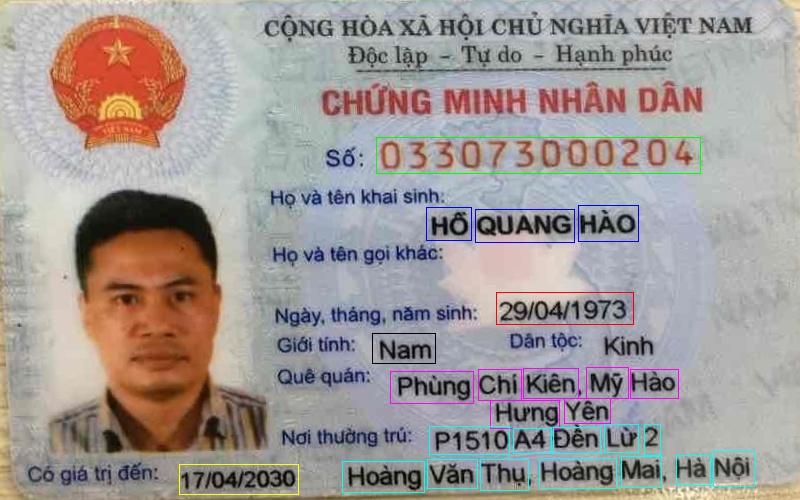 CỘNG HÒA XÃ HỘI CHỦ NGHĨA VIỆT NAM
Độc lập - Tự do - Hạnh phúc
CHỨNG MINH NHÂN DÂN
VIỆT NAM
Số: 033073000204
Họ và tên khai sinh:
HỒ QUANG HÀO
Họ và tên gọi khác:
Ngày, tháng, năm sinh: 29/04/1973
Giới tính: Nam Dân tộc: Kinh
Quê quán: Phùng Chí Kiên, Mỹ Hào
Hưng Yên
Nơi thường trú: P1510 A4 Đền Lừ 2
Có giá trị đến: 17/04/2030 Hoàng Văn Thụ, Hoàng Mai, Hà Nội